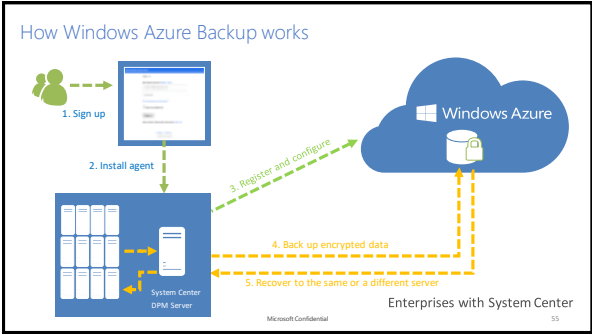 How Windows Azure Backup works
1. Sign up
Windows Azure
2. Install agent
3. Register and configure
4. Back up encrypted data
5. Recover to the same or a different server
System Center
DPM Server
Enterprises with System Center
Microsoft Confidential
55